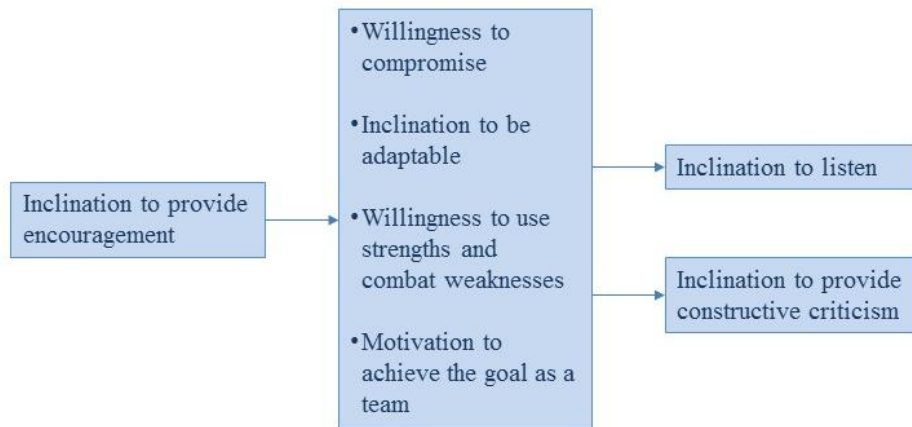 Inclination to provide
encouragement
•Willingness to
compromise
•Inclination to be
adaptable
•Willingness to use
strengths and
combat weaknesses
•Motivation to
achieve the goal as a
team
Inclination to listen
Inclination to provide
constructive criticism